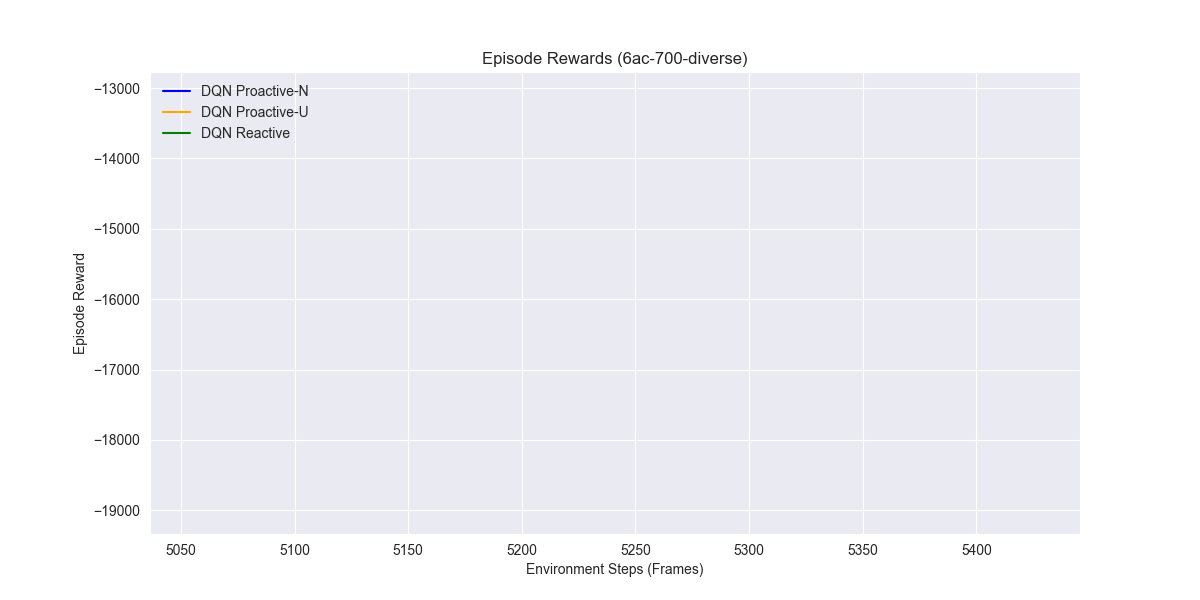 Episode Rewards (6ac-700-diverse)
DQN Proactive-N
DQN Proactive-U
DQN Reactive
−13000
−14000
−15000
−16000
−17000
−18000
−19000
Episode Reward
5050 5100 5150 5200 5250 5300 5350 5400
Environment Steps (Frames)